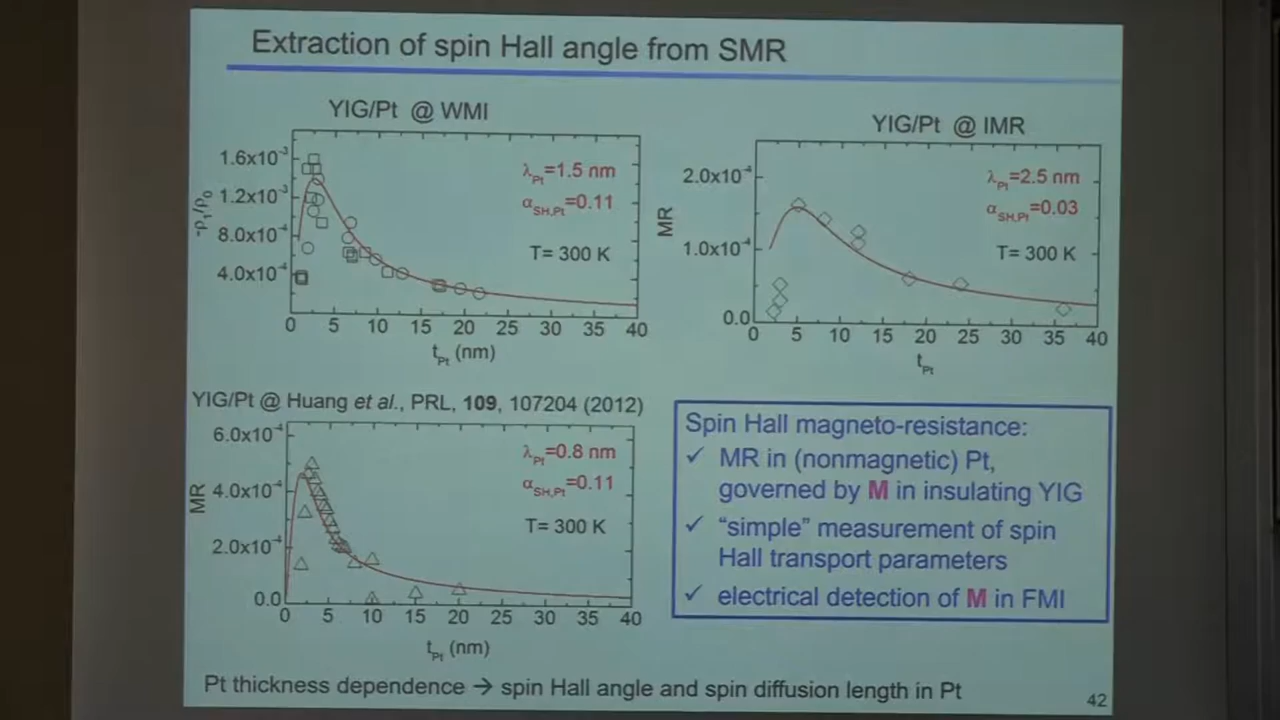 Extraction of spin Hall angle from SMR
YIG/Pt @ WMI
-ρ₁/ρ₀
1.6x10⁻³
1.2x10⁻³
8.0x10⁻⁴
4.0x10⁻⁴
λPt=1.5 nm
αSH,Pt=0.11
T= 300 K
0 5 10 15 20 25 30 35 40
tPt (nm)
YIG/Pt @ IMR
MR
2.0x10⁻⁴
1.0x10⁻⁴
0.0
λPt=2.5 nm
αSH,Pt=0.03
T= 300 K
0 5 10 15 20 25 30 35 40
tPt
YIG/Pt @ Huang et al., PRL, 109, 107204 (2012)
MR
6.0x10⁻⁴
4.0x10⁻⁴
2.0x10⁻⁴
0.0
λPt=0.8 nm
αSH,Pt=0.11
T= 300 K
0 5 10 15 20 25 30 35 40
tPt (nm)
Spin Hall magneto-resistance:
✓ MR in (nonmagnetic) Pt,
governed by M in insulating YIG
✓ “simple” measurement of spin
Hall transport parameters
✓ electrical detection of M in FMI
Pt thickness dependence → spin Hall angle and spin diffusion length in Pt
42